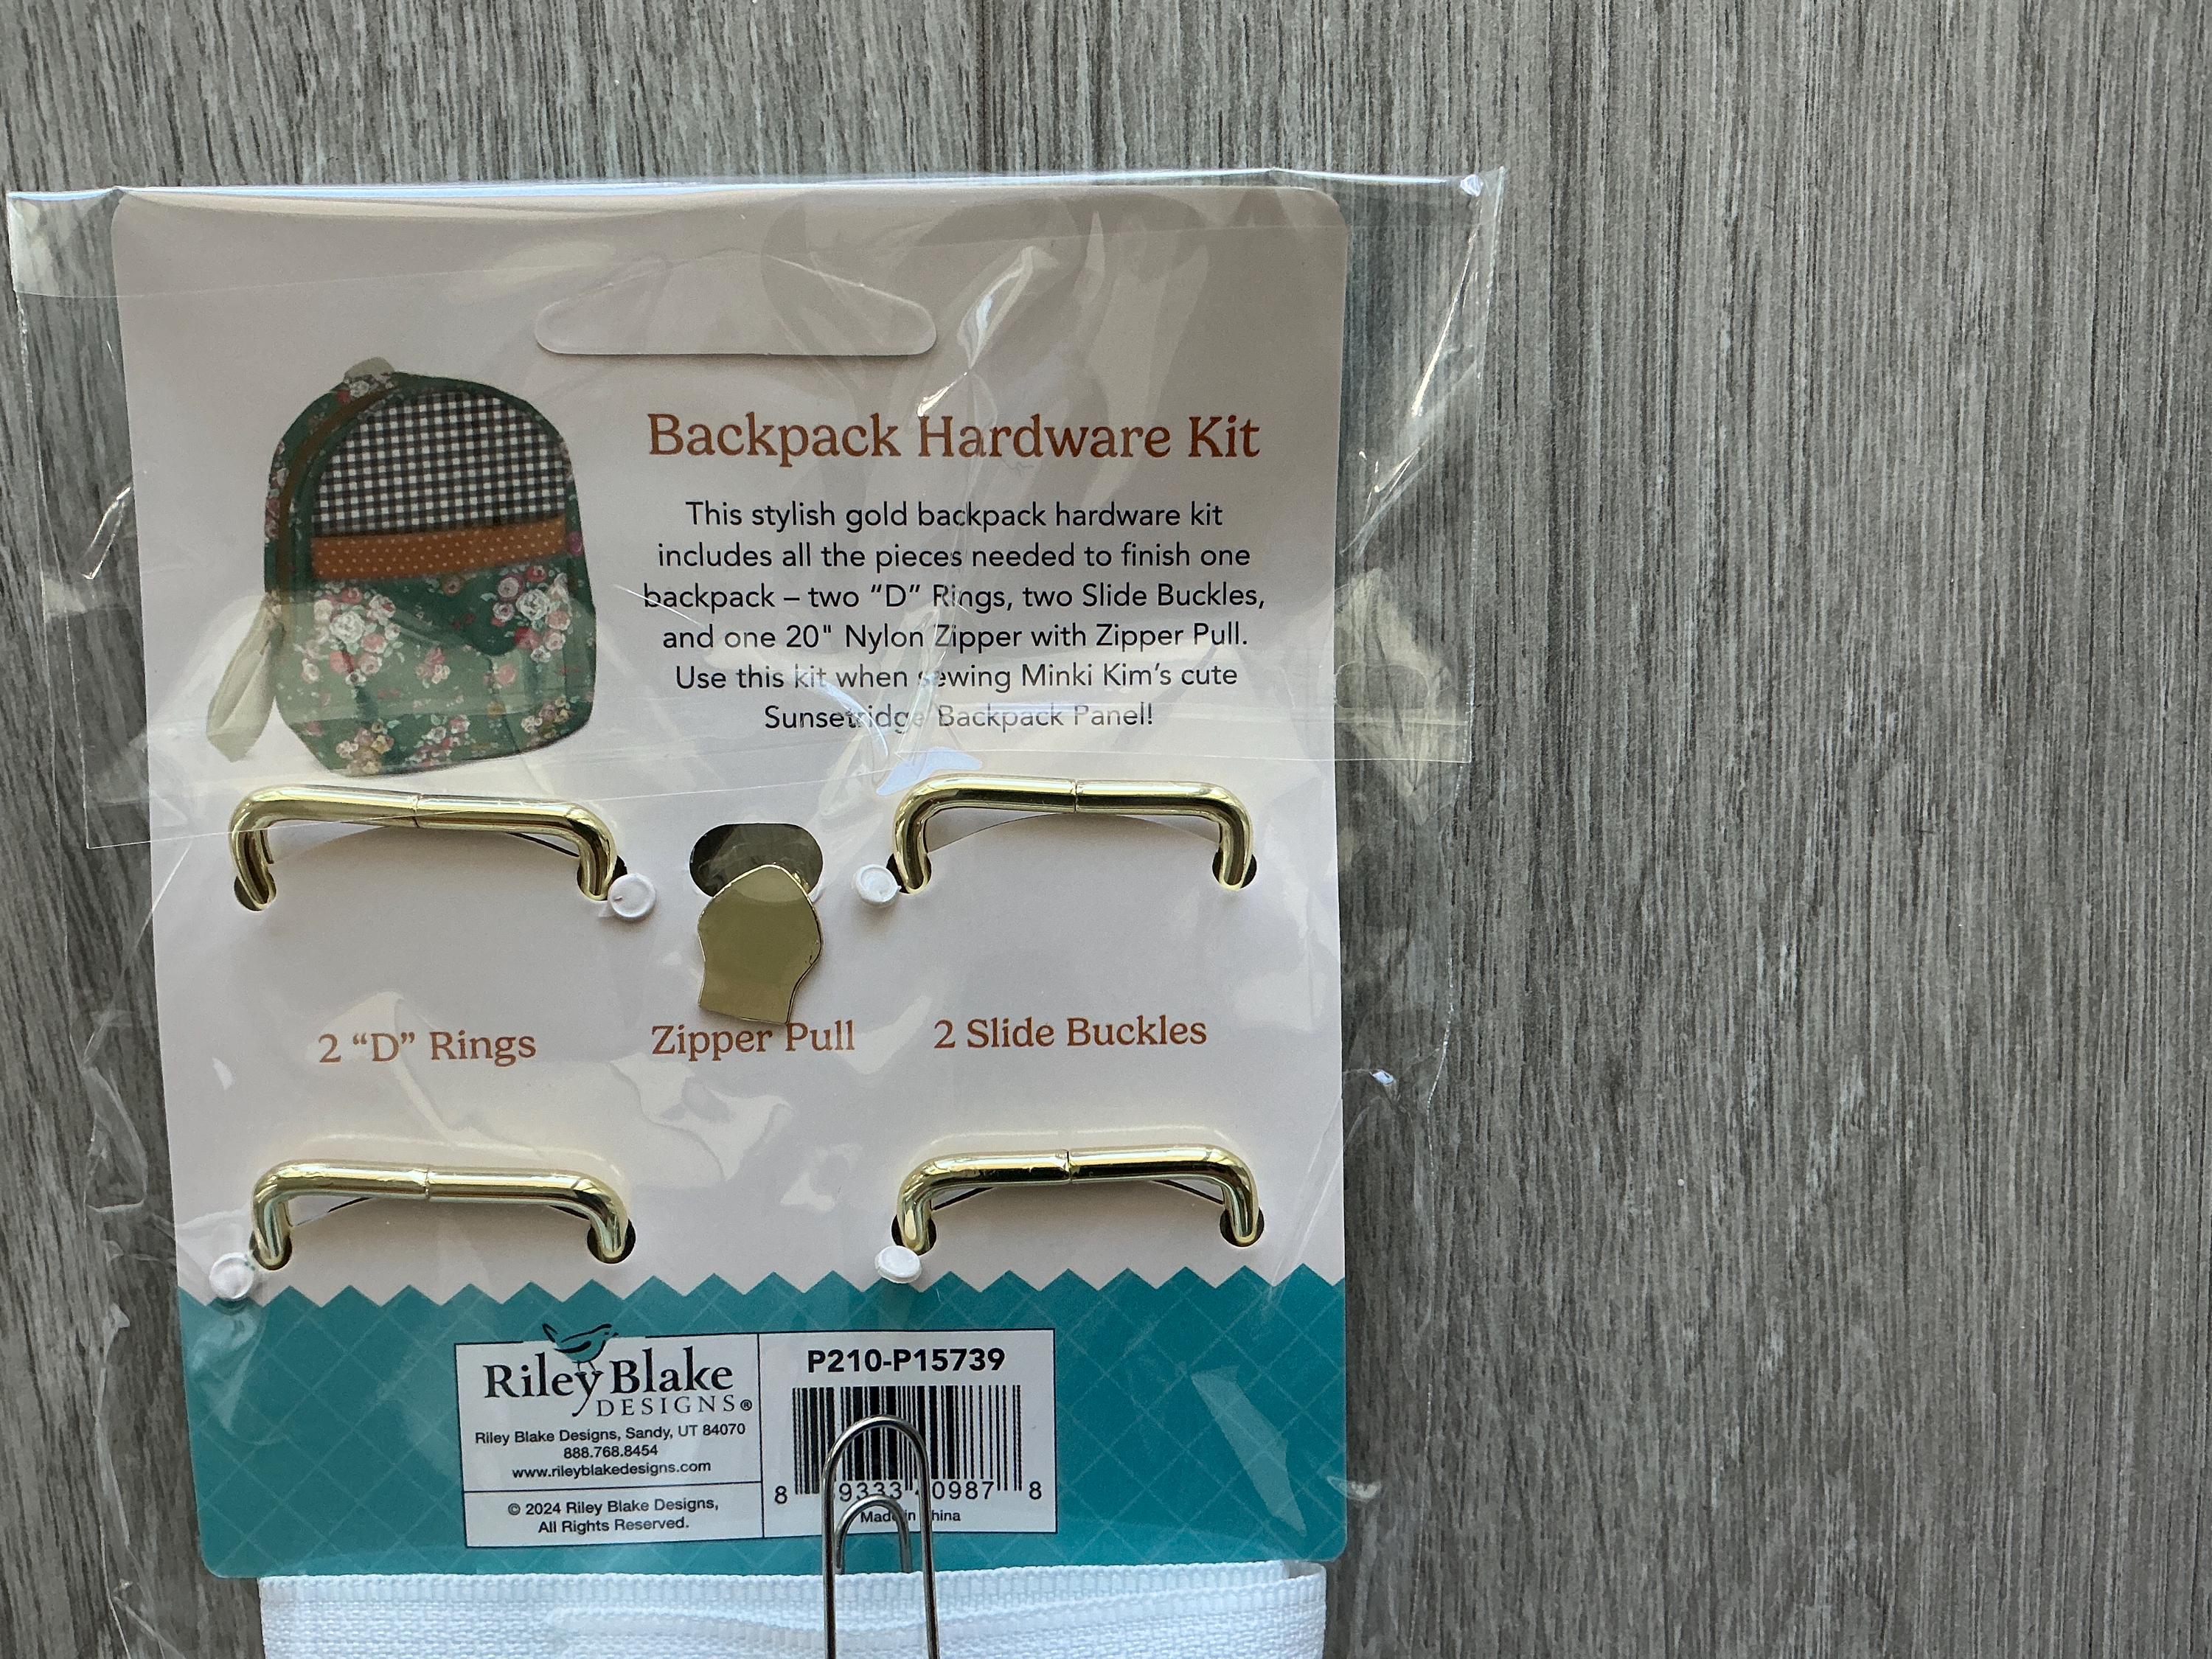 Backpack Hardware Kit
This stylish gold backpack hardware kit
includes all the pieces needed to finish one
backpack – two “D” Rings, two Slide Buckles,
and one 20" Nylon Zipper with Zipper Pull.
Use this kit when sewing Minki Kim’s cute
Sunsetridge Backpack Panel!
2 “D” Rings
Zipper Pull
2 Slide Buckles
Riley Blake
DESIGNS®
Riley Blake Designs, Sandy, UT 84070
888.768.8454
www.rileyblakedesigns.com
© 2024 Riley Blake Designs,
All Rights Reserved.
P210-P15739
8 9333 0987 8
Made in China